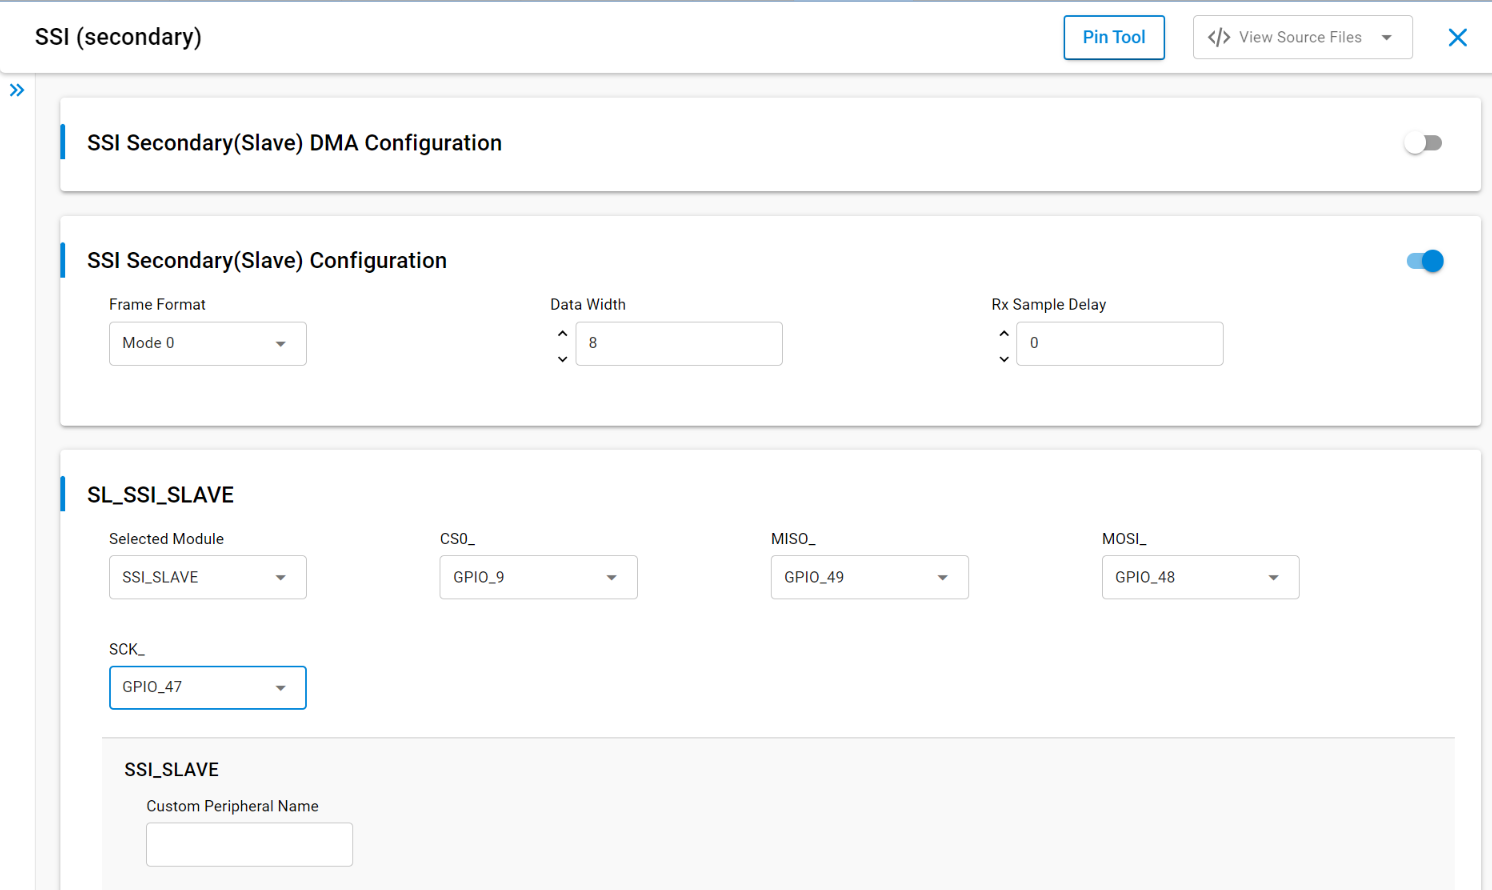 SSI (secondary)
Pin Tool
View Source Files
SSI Secondary(Slave) DMA Configuration
SSI Secondary(Slave) Configuration
Frame Format
Data Width
Rx Sample Delay
Mode 0
8
0
SL_SSI_SLAVE
Selected Module
CS0_
MISO_
MOSI_
SSI_SLAVE
GPIO_9
GPIO_49
GPIO_48
SCK_
GPIO_47
SSI_SLAVE
Custom Peripheral Name